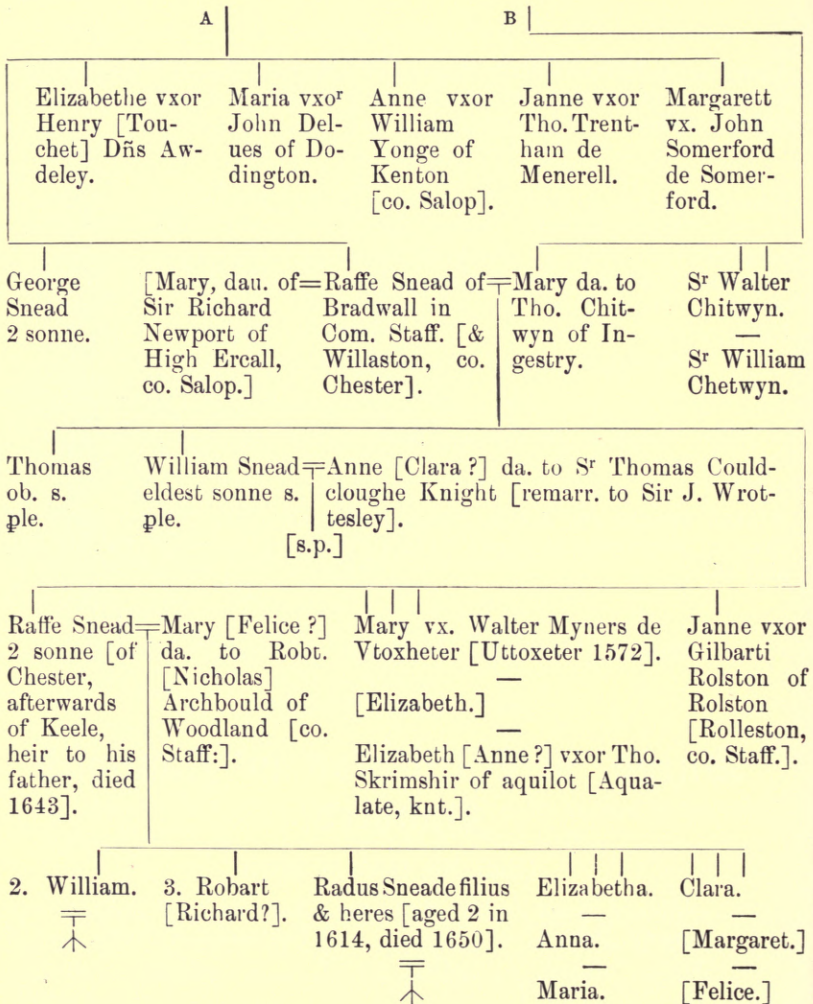 A B
Elizabethe vxor
Henry [Tou-
chet] Dñs Aw-
deley.
Maria vxoʳ
John Del-
ues of Do-
dington.
Anne vxor
William
Yonge of
Kenton
[co. Salop].
Janne vxor
Tho. Trent-
ham de
Menerell.
Margarett
vx. John
Somerford
de Somer-
ford.
George
Snead
2 sonne.
[Mary, dau. of=
Sir Richard
Newport of
High Ercall,
co. Salop.]
Raffe Snead of=
Bradwall in
Com. Staff. [&
Willaston, co.
Chester].
Mary da. to
Tho. Chit-
wyn of In-
gestry.
Sʳ Walter
Chitwyn.
—
Sʳ William
Chetwyn.
Thomas
ob. s.
ꝑle.
William Snead=
eldest sonne s.
ꝑle.
Anne [Clara ?] da. to Sʳ Thomas Could-
cloughe Knight [remarr. to Sir J. Wrot-
tesley].
[s.p.]
Raffe Snead=
2 sonne [of
Chester,
afterwards
of Keele,
heir to his
father, died
1643].
Mary [Felice ?]
da. to Robt.
[Nicholas]
Archbould of
Woodland [co.
Staff:].
Mary vx. Walter Myners de
Vtoxheter [Uttoxeter 1572].
—
[Elizabeth.]
—
Elizabeth [Anne ?] vxor Tho.
Skrimshir of aquilot [Aqua-
late, knt.].
Janne vxor
Gilbarti
Rolston of
Rolston
[Rolleston,
co. Staff.].
2. William.
3. Robart
[Richard?].
Radus Sneade filius
& heres [aged 2 in
1614, died 1650].
Elizabetha.
—
Anna.
—
Maria.
Clara.
—
[Margaret.]
—
[Felice.]